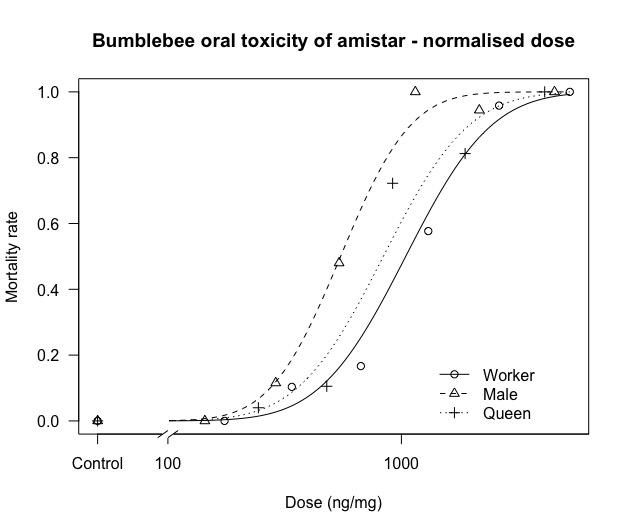 Bumblebee oral toxicity of amistar - normalised dose
Mortality rate
1.0
0.8
0.6
0.4
0.2
0.0
Worker
Male
Queen
Control 100 1000
Dose (ng/mg)